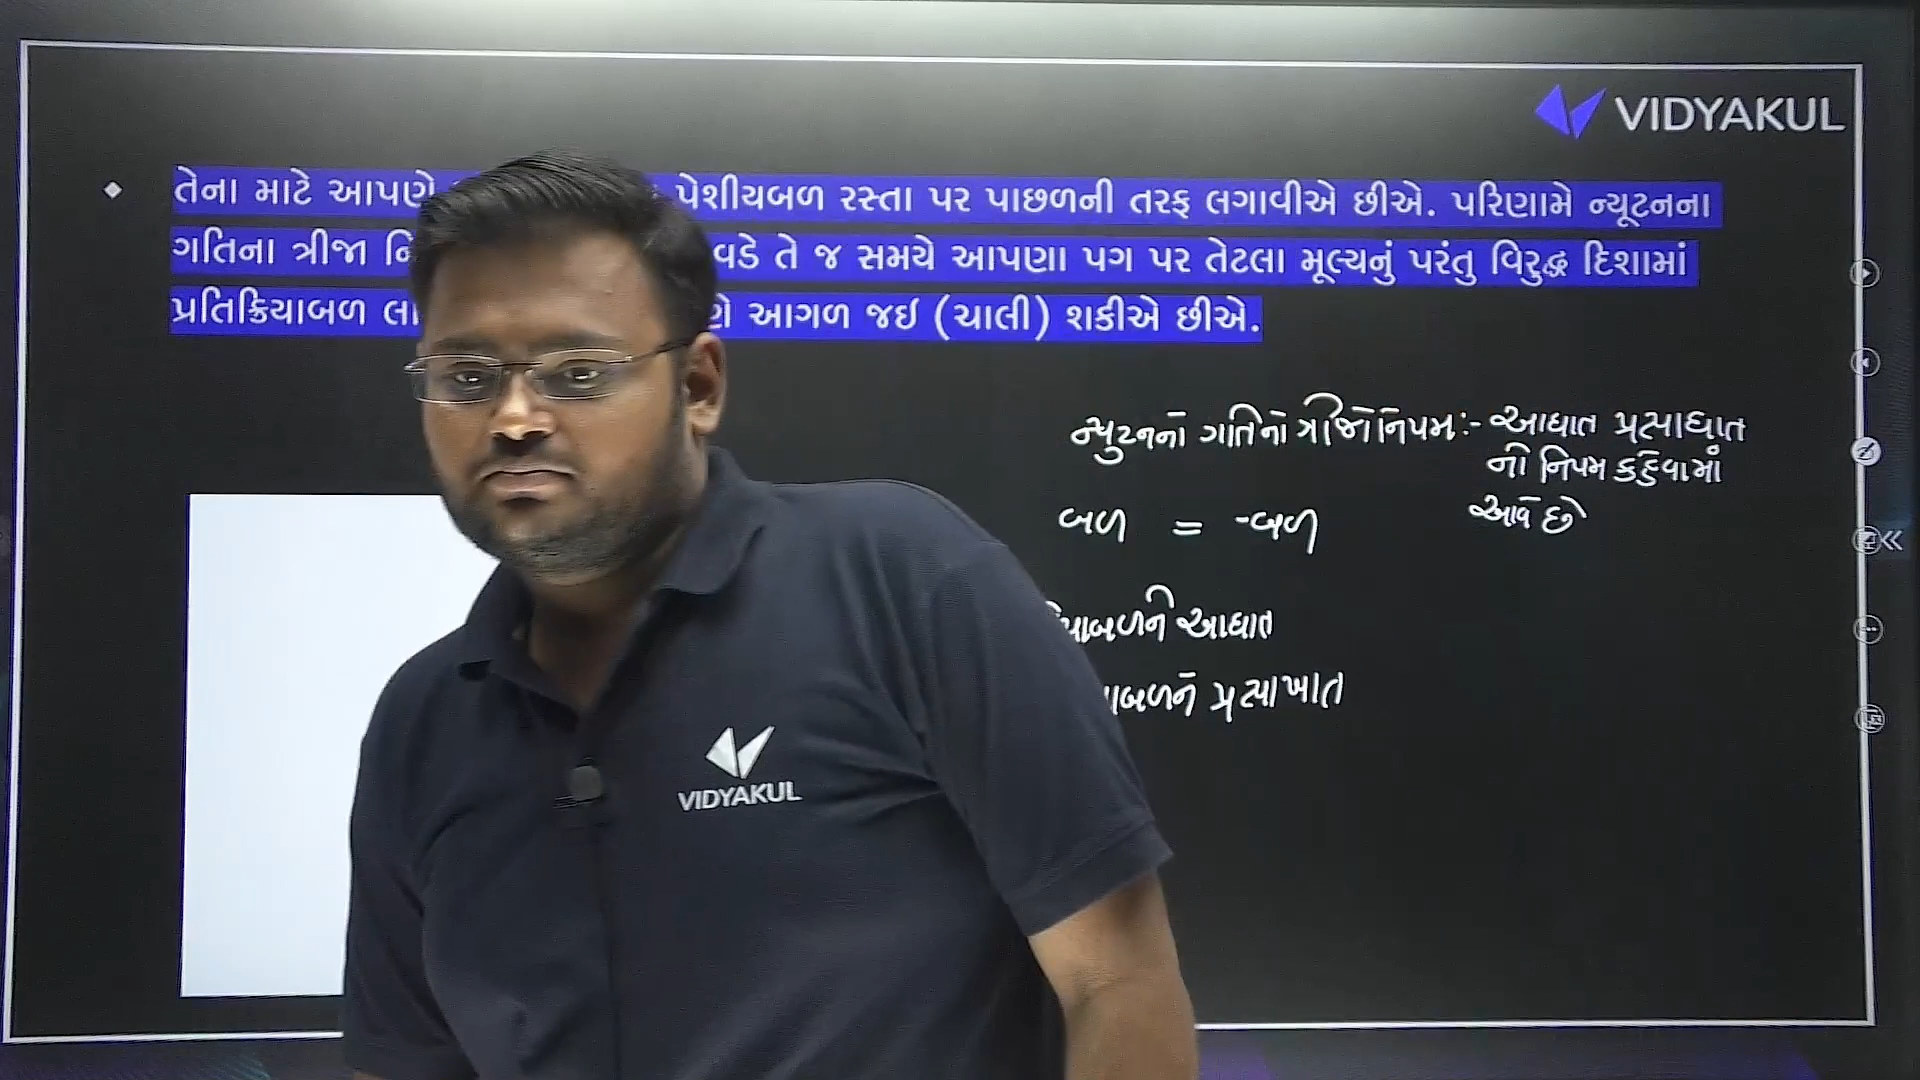 VIDYAKUL
તેના માટે આપણે પેશીયબળ રસ્તા પર પાછળની તરફ લગાવીએ છીએ. પરિણામે ન્યૂટનના
ગતિના ત્રીજા વડે તે જ સમયે આપણા પગ પર તેટલા મૂલ્યનું પરંતુ વિરુદ્ધ દિશામાં
પ્રતિક્રિયાબળ આગળ જઈ (ચાલી) શકીએ છીએ.
ન્યુટનનો ગતિનો ત્રીજો નિયમ:- આઘાત પ્રત્યાઘાત
નો નિયમ કહેવામાં
આવે છે
બળ = -બળ
આઘાત
પ્રત્યાઘાત
VIDYAKUL